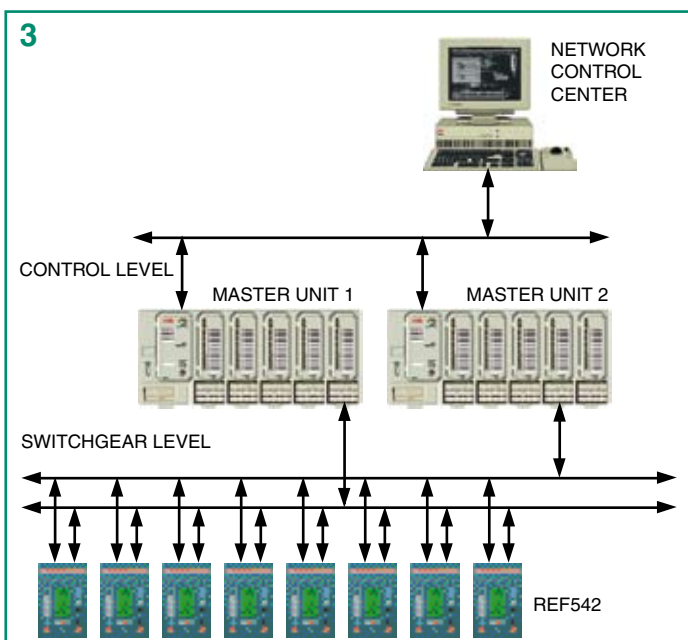 3
NETWORK
CONTROL
CENTER
CONTROL LEVEL
MASTER UNIT 1
MASTER UNIT 2
SWITCHGEAR LEVEL
REF542